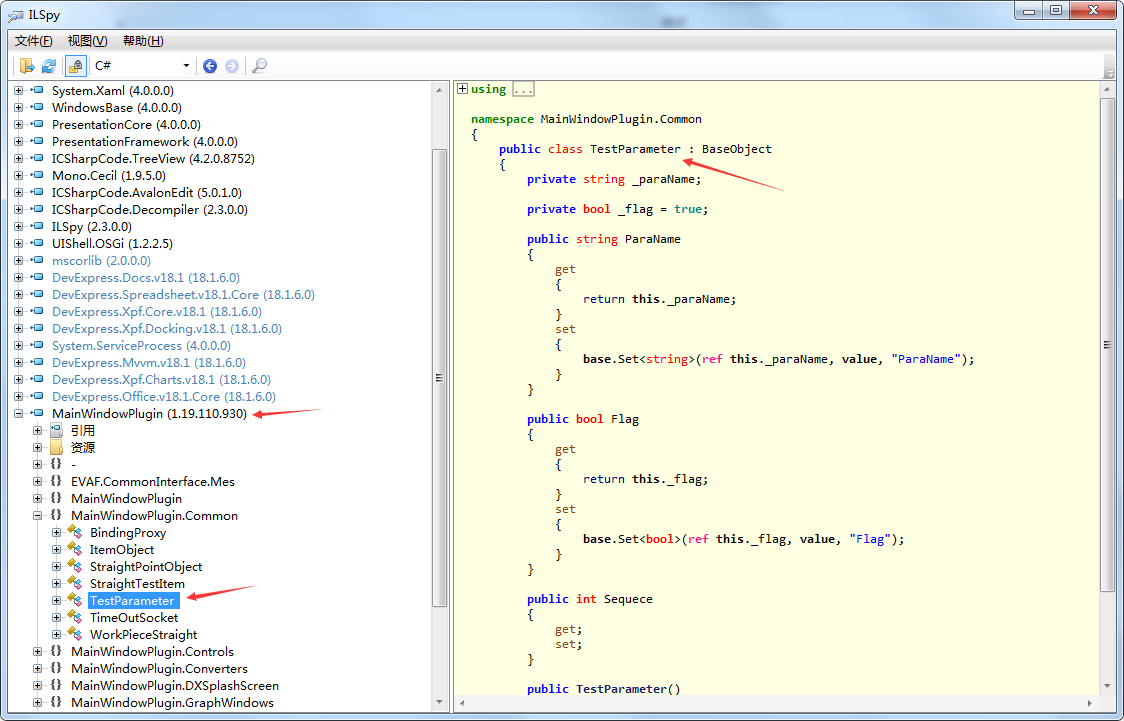 ILSpy
文件(F) 视图(V) 帮助(H)
C#
System.Xaml (4.0.0.0)
WindowsBase (4.0.0.0)
PresentationCore (4.0.0.0)
PresentationFramework (4.0.0.0)
ICSharpCode.TreeView (4.2.0.8752)
Mono.Cecil (1.9.5.0)
ICSharpCode.AvalonEdit (5.0.1.0)
ICSharpCode.Decompiler (2.3.0.0)
ILSpy (2.3.0.0)
UIShell.OSGi (1.2.2.5)
mscorlib (2.0.0.0)
DevExpress.Docs.v18.1 (18.1.6.0)
DevExpress.Spreadsheet.v18.1.Core (18.1.6.0)
DevExpress.Xpf.Core.v18.1 (18.1.6.0)
DevExpress.Xpf.Docking.v18.1 (18.1.6.0)
System.ServiceProcess (4.0.0.0)
DevExpress.Mvvm.v18.1 (18.1.6.0)
DevExpress.Xpf.Charts.v18.1 (18.1.6.0)
DevExpress.Office.v18.1.Core (18.1.6.0)
MainWindowPlugin (1.19.110.930)
引用
资源
-
EVAF.CommonInterface.Mes
MainWindowPlugin
MainWindowPlugin.Common
BindingProxy
ItemObject
StraightPointObject
StraightTestItem
TestParameter
TimeOutSocket
WorkPieceStraight
MainWindowPlugin.Controls
MainWindowPlugin.Converters
MainWindowPlugin.DXSplashScreen
MainWindowPlugin.GraphWindows
using ...
namespace MainWindowPlugin.Common
{
public class TestParameter : BaseObject
{
private string _paraName;
private bool _flag = true;
public string ParaName
{
get
{
return this._paraName;
}
set
{
base.Set<string>(ref this._paraName, value, "ParaName");
}
}
public bool Flag
{
get
{
return this._flag;
}
set
{
base.Set<bool>(ref this._flag, value, "Flag");
}
}
public int Sequece
{
get;
set;
}
public TestParameter()